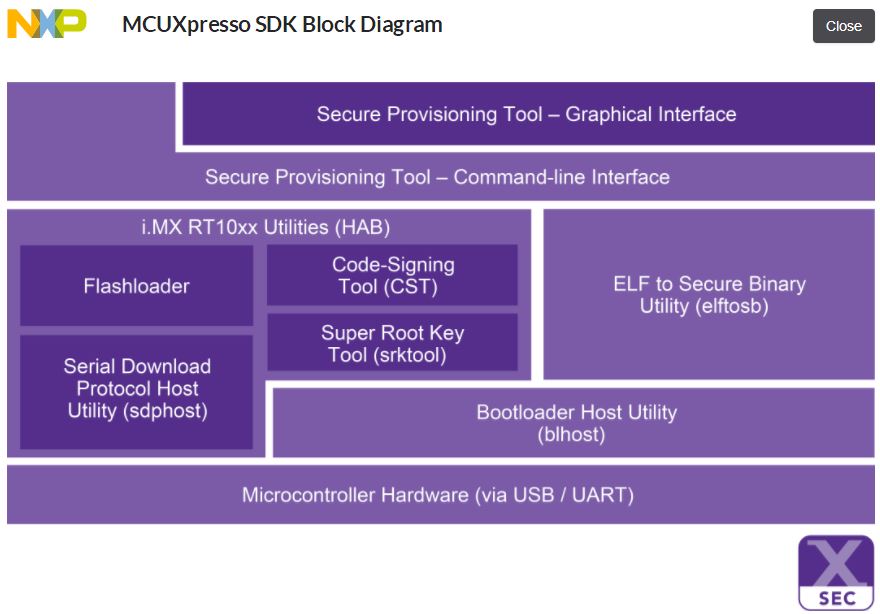 NXP
MCUXpresso SDK Block Diagram
Close
Secure Provisioning Tool – Graphical Interface
Secure Provisioning Tool – Command-line Interface
i.MX RT10xx Utilities (HAB)
Flashloader
Code-Signing
Tool (CST)
Super Root Key
Tool (srktool)
Serial Download
Protocol Host
Utility (sdphost)
ELF to Secure Binary
Utility (elftosb)
Bootloader Host Utility
(blhost)
Microcontroller Hardware (via USB / UART)
X
SEC